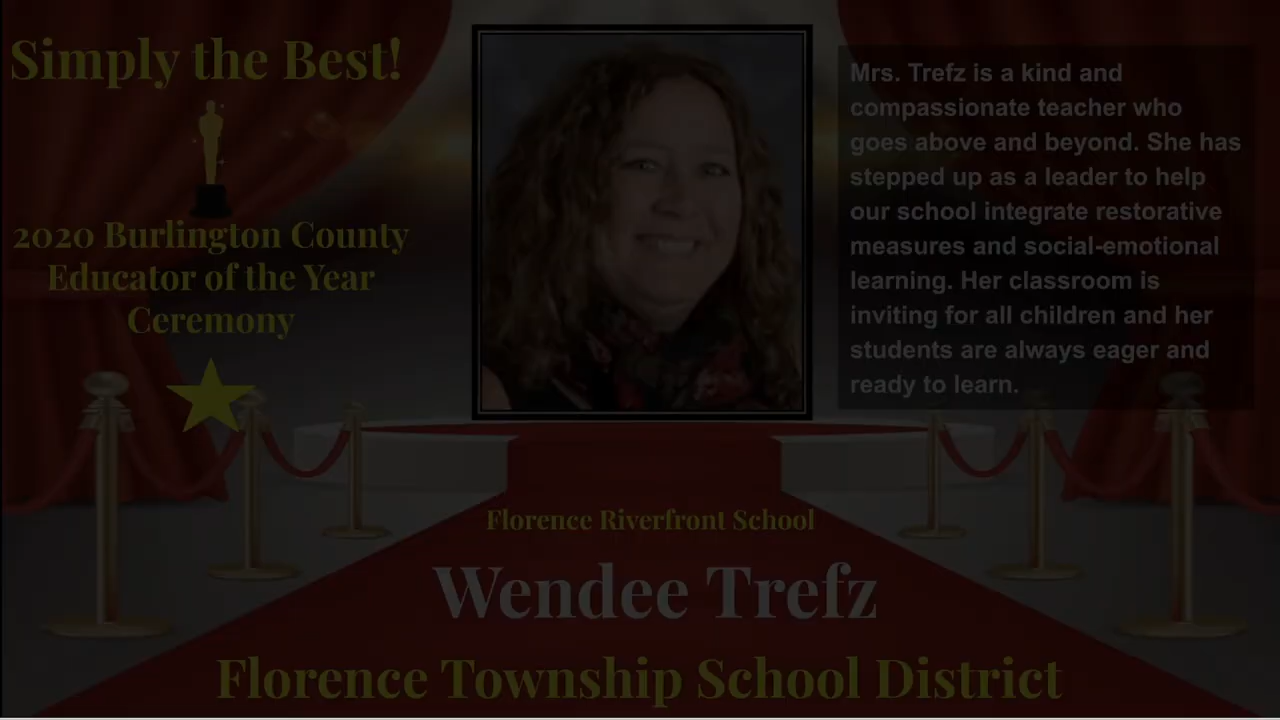 Simply the Best!
2020 Burlington County
Educator of the Year
Ceremony
Mrs. Trefz is a kind and
compassionate teacher who
goes above and beyond. She has
stepped up as a leader to help
our school integrate restorative
measures and social-emotional
learning. Her classroom is
inviting for all children and her
students are always eager and
ready to learn.
Florence Riverfront School
Wendee Trefz
Florence Township School District